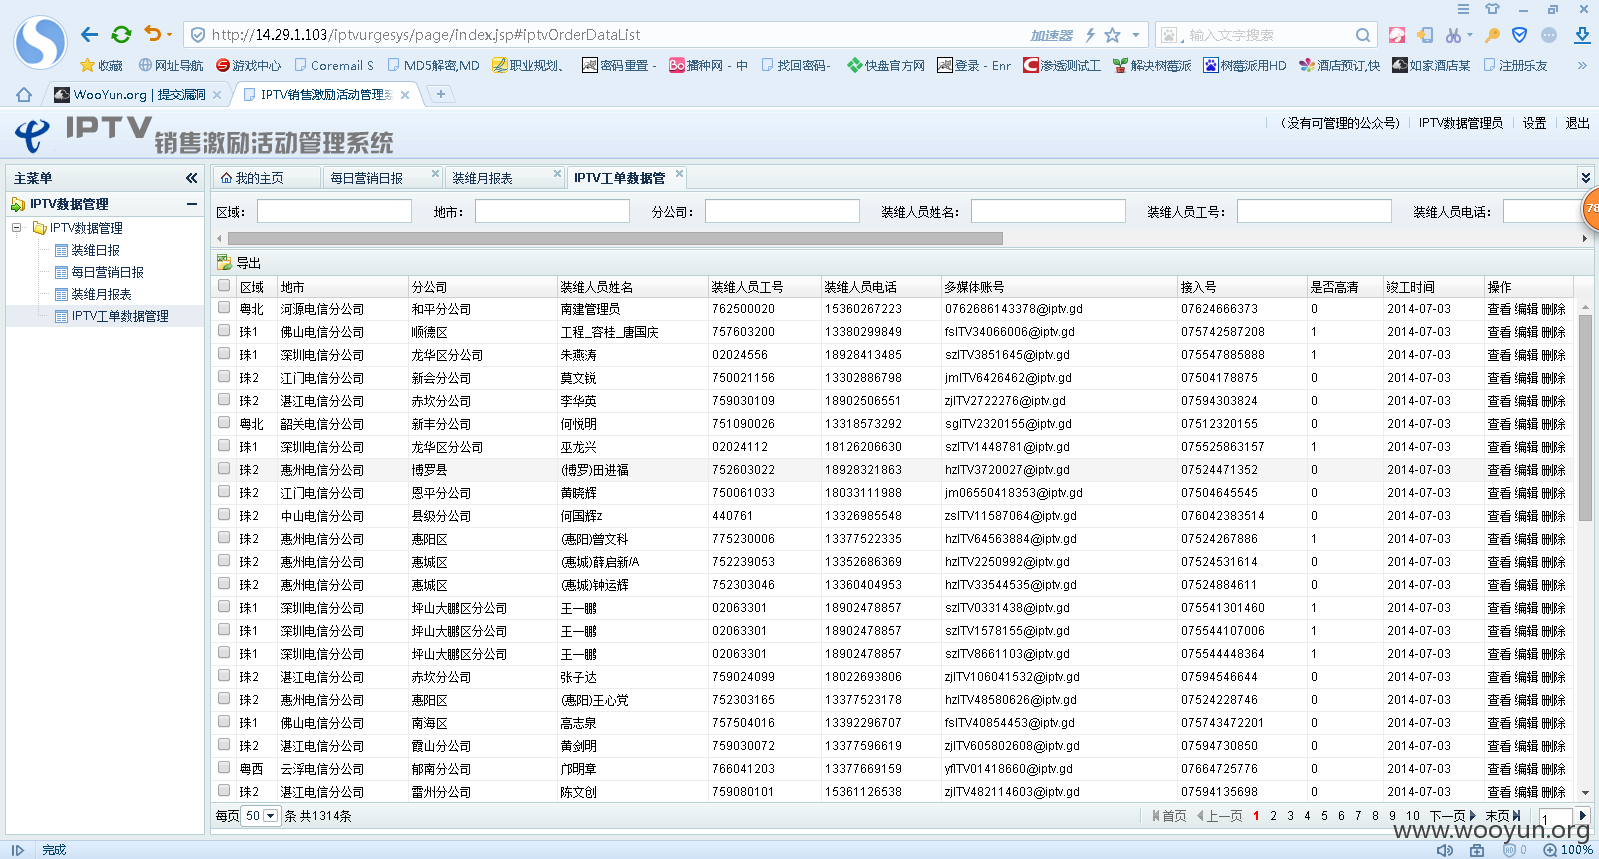 http://14.29.1.103/iptvurgesys/page/index.jsp#iptvOrderDataList 加速器 输入文字搜索
收藏 网址导航 游戏中心 Coremail S MD5解密,MD 职业规划、 密码重置 - 播种网 - 中 找回密码- 快盘官方网 登录 - Enr 渗透测试工 解决树莓派 树莓派用HD 酒店预订,快 如家酒店某 注册乐友
WooYun.org | 提交漏洞 IPTV销售激励活动管理系
IPTV销售激励活动管理系统 (没有可管理的公众号) IPTV数据管理员 设置 退出
主菜单
IPTV数据管理
IPTV数据管理
装维日报
每日营销日报
装维月报表
IPTV工单数据管理
我的主页 每日营销日报 装维月报表 IPTV工单数据管
区域： 地市： 分公司： 装维人员姓名： 装维人员工号： 装维人员电话： 78
导出
区域 地市 分公司 装维人员姓名 装维人员工号 装维人员电话 多媒体账号 接入号 是否高清 竣工时间 操作
粤北 河源电信分公司 和平分公司 南建管理员 762500020 15360267223 0762686143378@iptv.gd 07624666373 0 2014-07-03 查看 编辑 删除
珠1 佛山电信分公司 顺德区 工程_容桂_唐国庆 757603200 13380299849 fsITV34066006@iptv.gd 075742587208 1 2014-07-03 查看 编辑 删除
珠1 深圳电信分公司 龙华区分公司 朱燕涛 02024556 18928413485 szITV3851645@iptv.gd 075547885888 1 2014-07-03 查看 编辑 删除
珠2 江门电信分公司 新会分公司 莫文锐 750021156 13302886798 jmITV6426462@iptv.gd 07504178875 0 2014-07-03 查看 编辑 删除
珠2 湛江电信分公司 赤坎分公司 李华英 759030109 18902506551 zjITV2722276@iptv.gd 07594303824 0 2014-07-03 查看 编辑 删除
粤北 韶关电信分公司 新丰分公司 何悦明 751090026 13318573292 sgITV2320155@iptv.gd 07512320155 0 2014-07-03 查看 编辑 删除
珠1 深圳电信分公司 龙华区分公司 巫龙兴 02024112 18126206630 szITV1448781@iptv.gd 075525863157 1 2014-07-03 查看 编辑 删除
珠2 惠州电信分公司 博罗县 (博罗)田进福 752603022 18928321863 hzITV3720027@iptv.gd 07524471352 0 2014-07-03 查看 编辑 删除
珠2 江门电信分公司 恩平分公司 黄晓辉 750061033 18033111988 jm06550418353@iptv.gd 07504645545 0 2014-07-03 查看 编辑 删除
珠2 中山电信分公司 县级分公司 何国辉z 440761 13326985548 zsITV11587064@iptv.gd 076042383514 0 2014-07-03 查看 编辑 删除
珠2 惠州电信分公司 惠阳区 (惠阳)曾文科 775230006 13377522335 hzITV64563884@iptv.gd 07524267886 1 2014-07-03 查看 编辑 删除
珠2 惠州电信分公司 惠城区 (惠城)薛启新/A 752239053 13352686369 hzITV2250992@iptv.gd 07524531614 0 2014-07-03 查看 编辑 删除
珠2 惠州电信分公司 惠城区 (惠城)钟运辉 752303046 13360404953 hzITV33544535@iptv.gd 07524884611 0 2014-07-03 查看 编辑 删除
珠1 深圳电信分公司 坪山大鹏区分公司 王一鹏 02063301 18902478857 szITV0331438@iptv.gd 075541301460 1 2014-07-03 查看 编辑 删除
珠1 深圳电信分公司 坪山大鹏区分公司 王一鹏 02063301 18902478857 szITV1578155@iptv.gd 075544107006 1 2014-07-03 查看 编辑 删除
珠1 深圳电信分公司 坪山大鹏区分公司 王一鹏 02063301 18902478857 szITV8661103@iptv.gd 075544448364 1 2014-07-03 查看 编辑 删除
珠2 湛江电信分公司 赤坎分公司 张子达 759024099 18022693806 zjITV106041532@iptv.gd 07594546644 0 2014-07-03 查看 编辑 删除
珠2 惠州电信分公司 惠阳区 (惠阳)王心党 752303165 13377523178 hzITV48580626@iptv.gd 07524228746 0 2014-07-03 查看 编辑 删除
珠1 佛山电信分公司 南海区 高志泉 757504016 13392296707 fsITV40854453@iptv.gd 075743472201 0 2014-07-03 查看 编辑 删除
珠2 湛江电信分公司 霞山分公司 黄剑明 759030072 13377596619 zjITV605802608@iptv.gd 07594730850 0 2014-07-03 查看 编辑 删除
粤西 云浮电信分公司 郁南分公司 邝明章 766041203 13377669159 yfITV01418660@iptv.gd 07664725776 0 2014-07-03 查看 编辑 删除
珠2 湛江电信分公司 雷州分公司 陈文创 759080101 15361126538 zjITV482114603@iptv.gd 07594135698 0 2014-07-03 查看 编辑 删除
每页 50 条 共1314条 首页 上一页 1 2 3 4 5 6 7 8 9 10 下一页 末页 1
www.wooyun.org
完成 0 100%